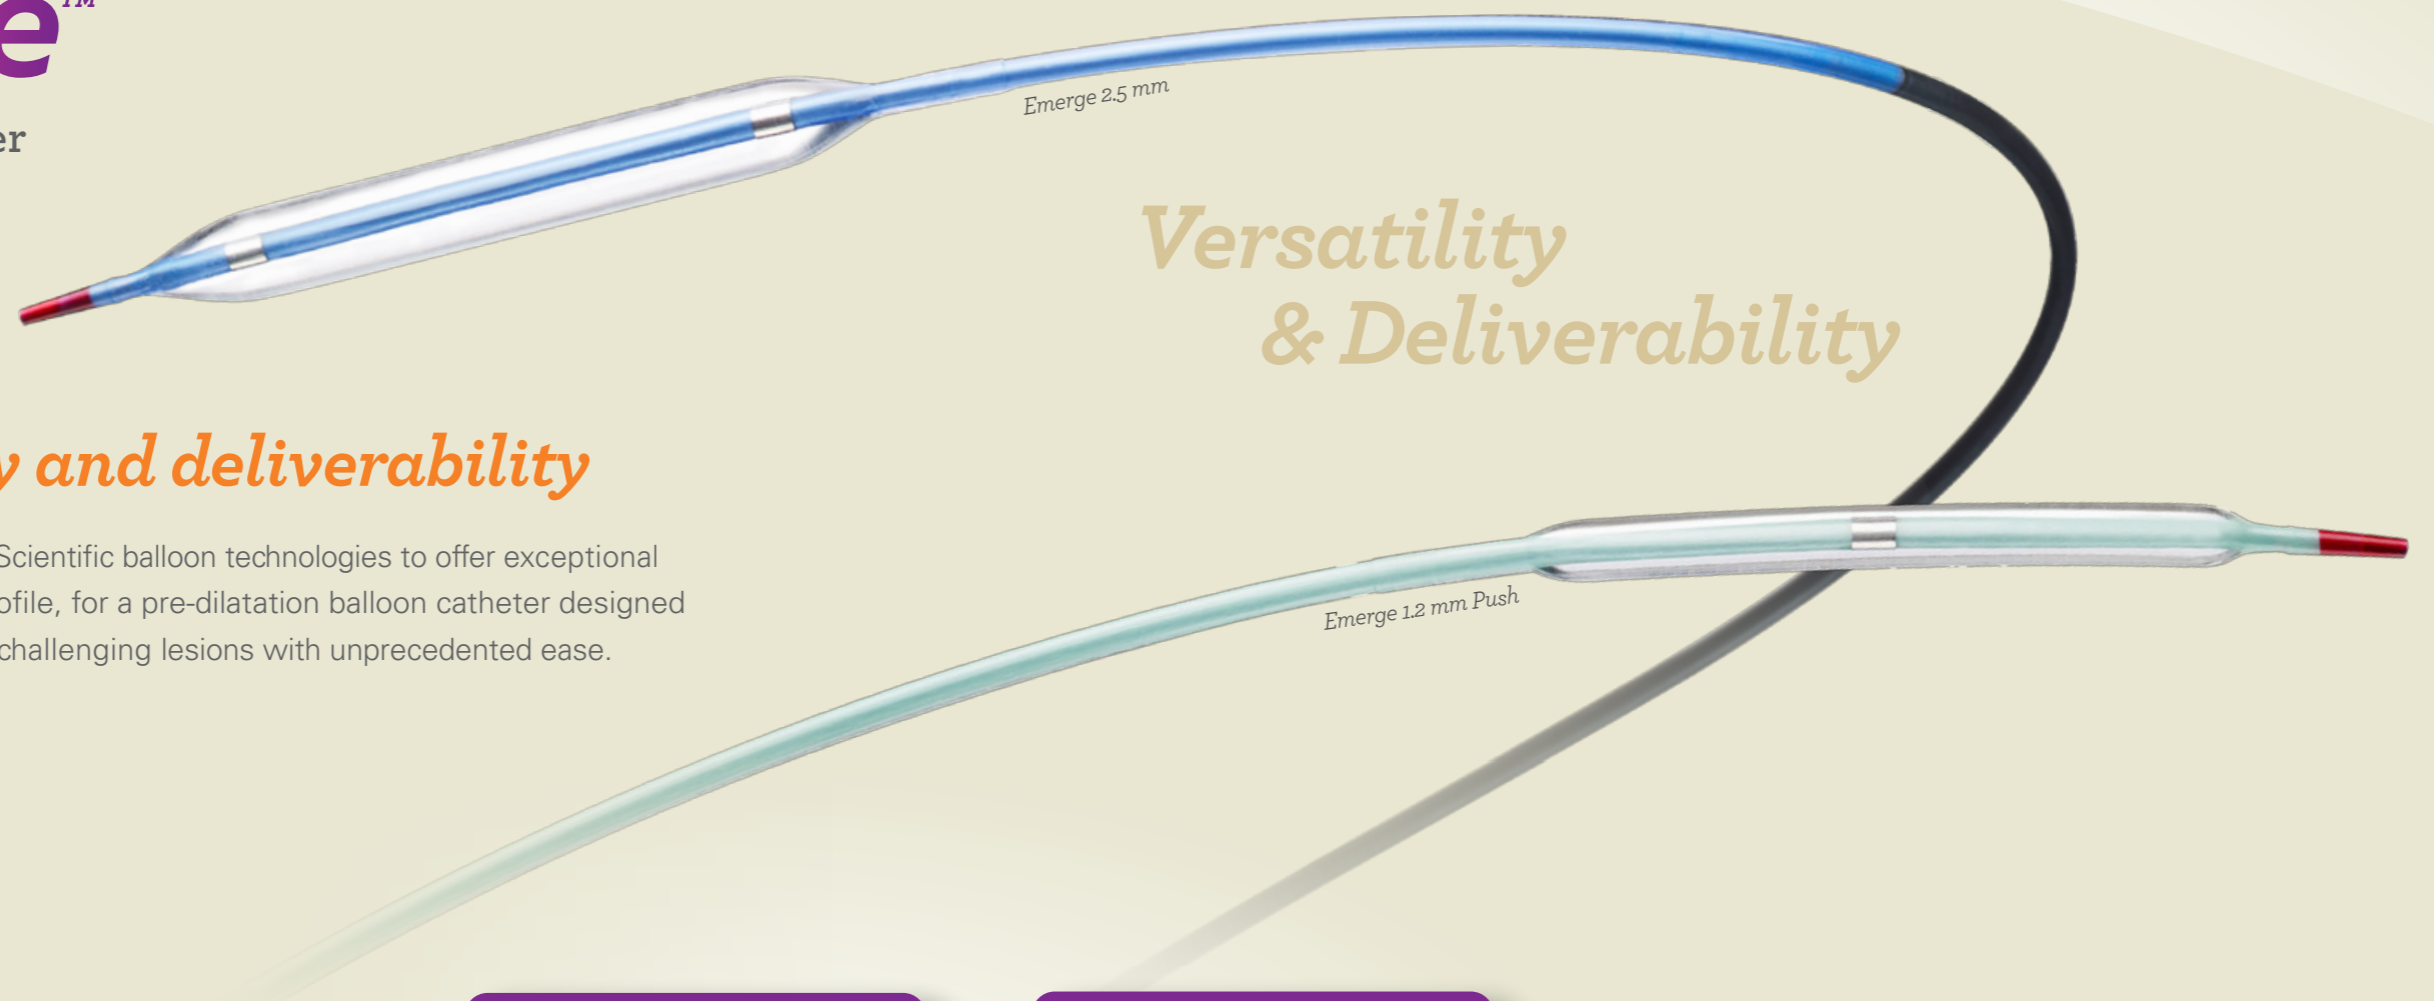 e™
er
Emerge 2.5 mm
Versatility
& Deliverability
y and deliverability
Scientific balloon technologies to offer exceptional
ofile, for a pre-dilatation balloon catheter designed
challenging lesions with unprecedented ease.
Emerge 1.2 mm Push